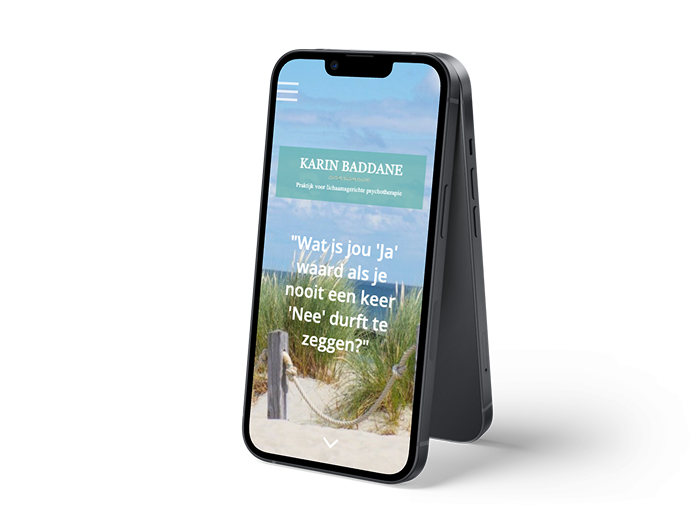 KARIN BADDANE
Praktijk voor lichaamsgerichte psychotherapie
"Wat is jou 'Ja'
waard als je
nooit een keer
'Nee' durft te
zeggen?"